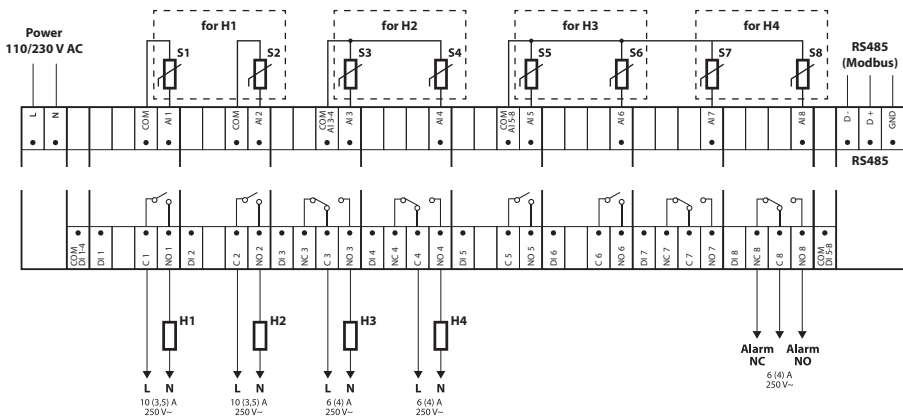 for H1
for H2
for H3
for H4
Power
110/230 V AC
S1
S2
S3
S4
S5
S6
S7
S8
RS485
(Modbus)
L
N
COM
AI 1
COM
AI 2
COM
AI 3-4
AI 3
AI 4
COM
AI 5-8
AI 5
AI 6
AI 7
AI 8
D -
D +
GND
RS485
COM
DI 1-4
DI 1
C 1
NO 1
DI 2
C 2
NO 2
DI 3
NC 3
C 3
NO 3
DI 4
NC 4
C 4
NO 4
DI 5
C 5
NO 5
DI 6
C 6
NO 6
DI 7
NC 7
C 7
NO 7
DI 8
NC 8
C 8
NO 8
COM
DI 5-8
H1
H2
H3
H4
Alarm
NC
Alarm
NO
6 (4) A
250 V~
L N
10 (3,5) A
250 V~
L N
10 (3,5) A
250 V~
L N
6 (4) A
250 V~
L N
6 (4) A
250 V~